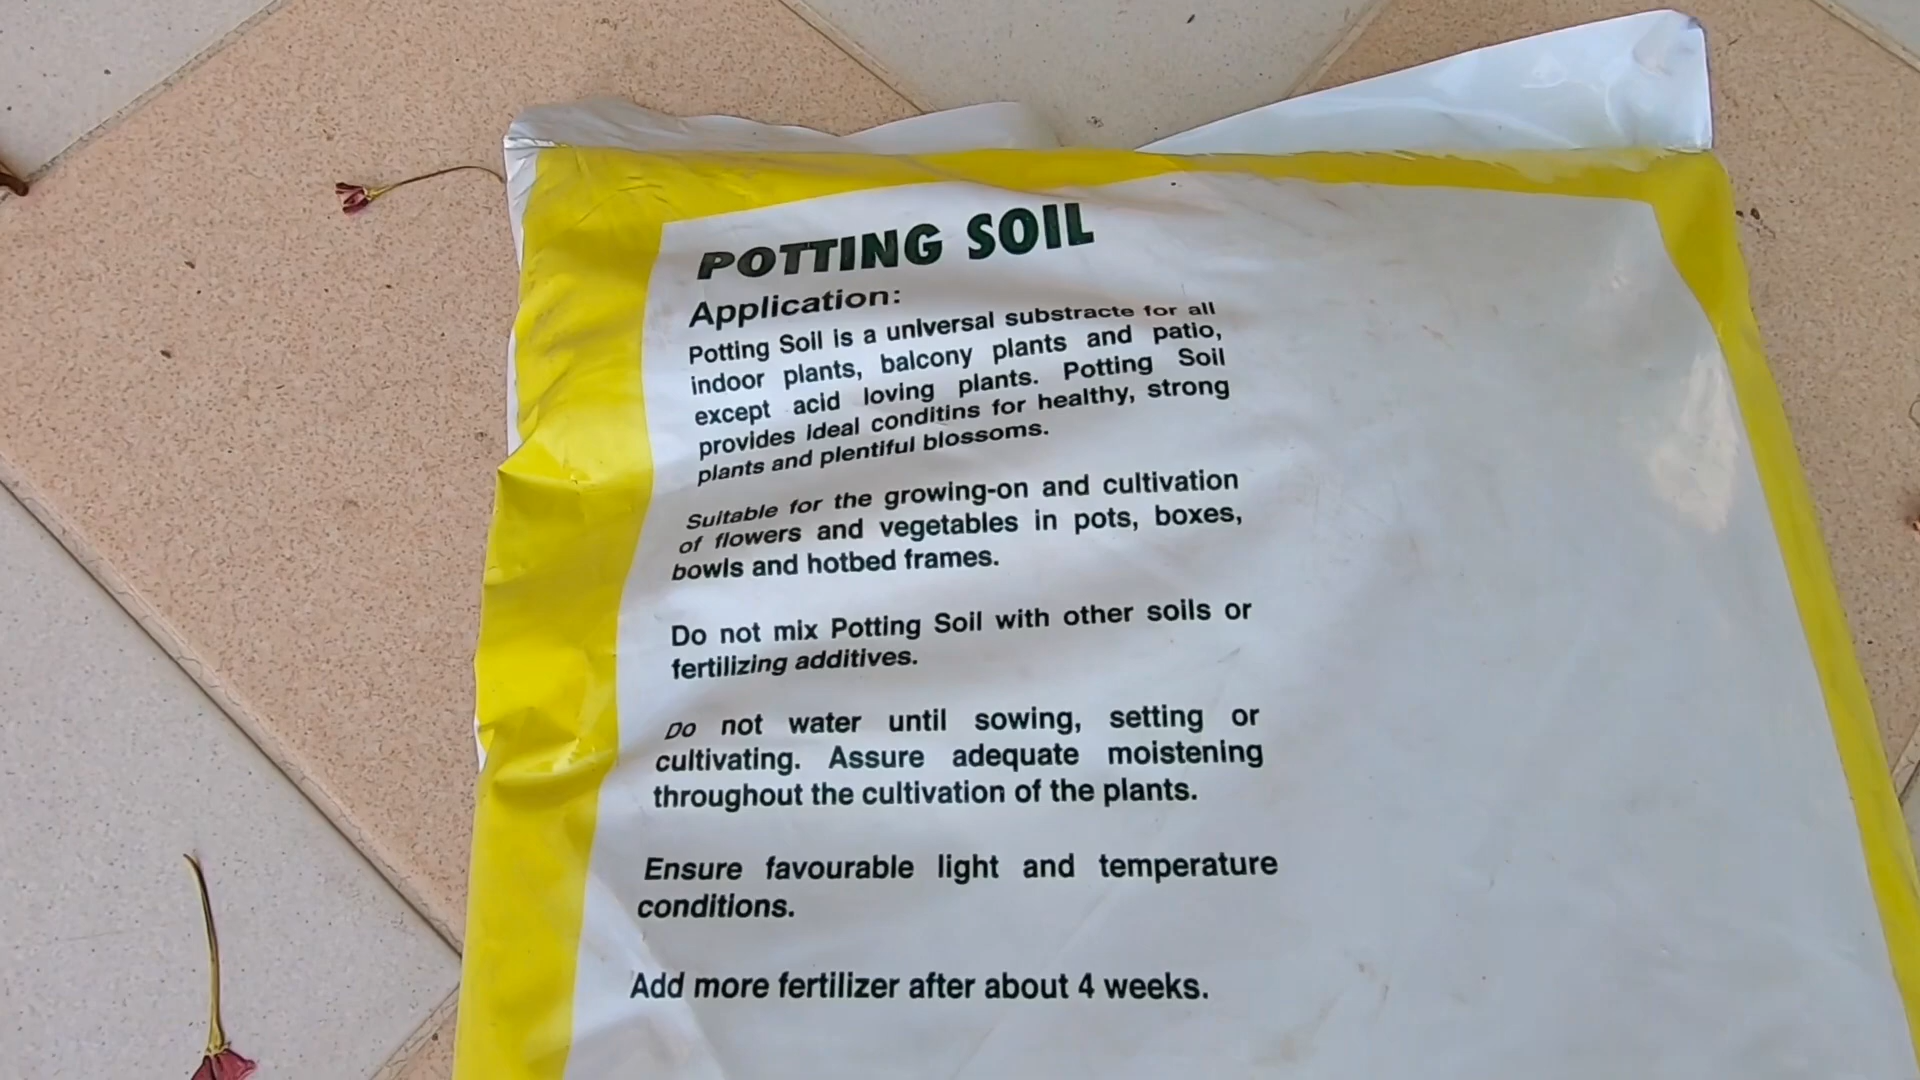 POTTING SOIL
Application:
Potting Soil is a universal substracte for all
indoor plants, balcony plants and patio,
except acid loving plants. Potting Soil
provides ideal conditins for healthy, strong
plants and plentiful blossoms.
Suitable for the growing-on and cultivation
of flowers and vegetables in pots, boxes,
bowls and hotbed frames.
Do not mix Potting Soil with other soils or
fertilizing additives.
Do not water until sowing, setting or
cultivating. Assure adequate moistening
throughout the cultivation of the plants.
Ensure favourable light and temperature
conditions.
Add more fertilizer after about 4 weeks.